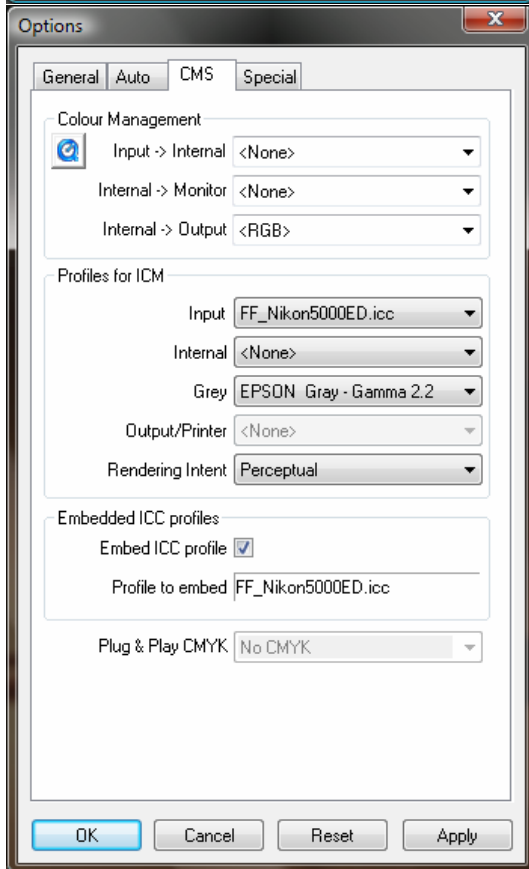 Options
General Auto CMS Special
Colour Management
Input -> Internal <None>
Internal -> Monitor <None>
Internal -> Output <RGB>
Profiles for ICM
Input FF_Nikon5000ED.icc
Internal <None>
Grey EPSON Gray - Gamma 2.2
Output/Printer <None>
Rendering Intent Perceptual
Embedded ICC profiles
Embed ICC profile
Profile to embed FF_Nikon5000ED.icc
Plug & Play CMYK No CMYK
OK Cancel Reset Apply